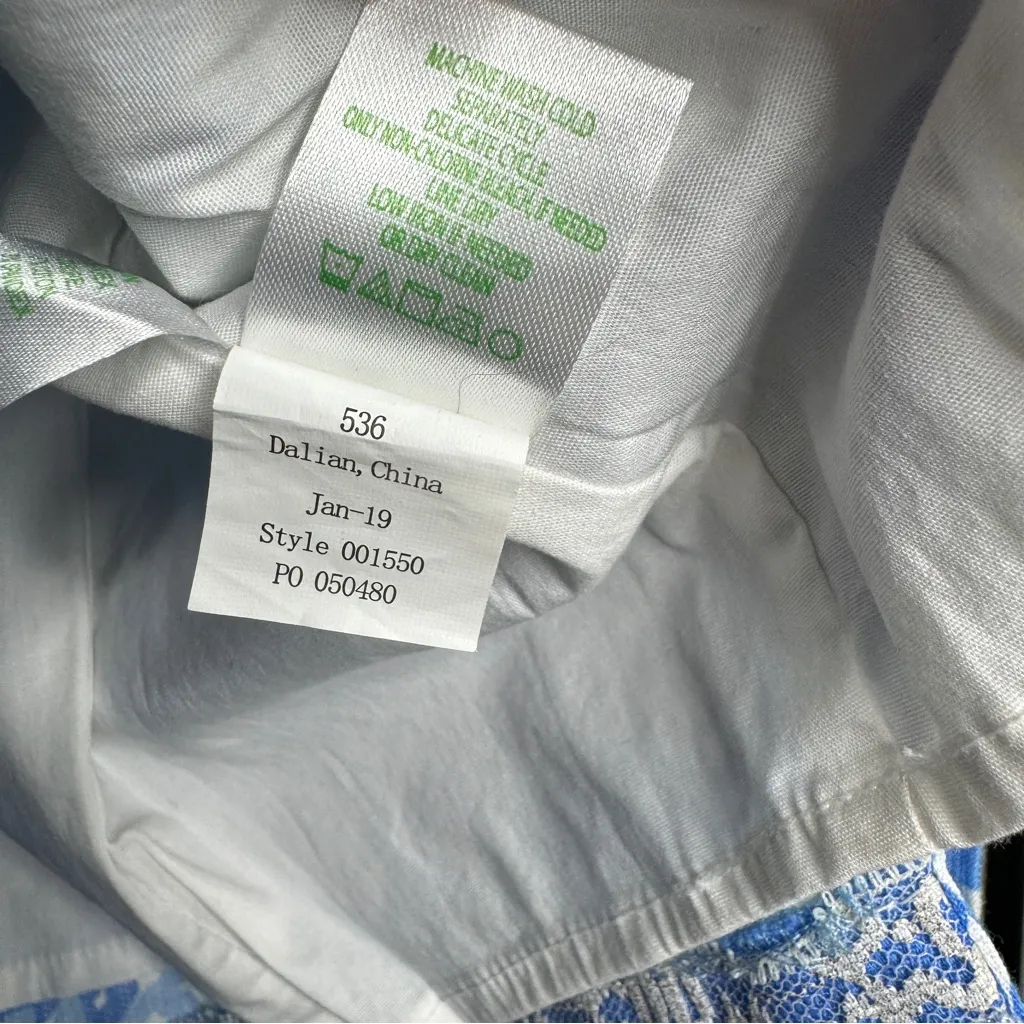 MACHINE WASH COLD
SEPARATELY
DELICATE CYCLE
ONLY NON-CHLORINE BLEACH, IF NEEDED
LINE DRY
LOW IRON IF NEEDED
OR DRY CLEAN
536
Dalian, China
Jan-19
Style 001550
PO 050480